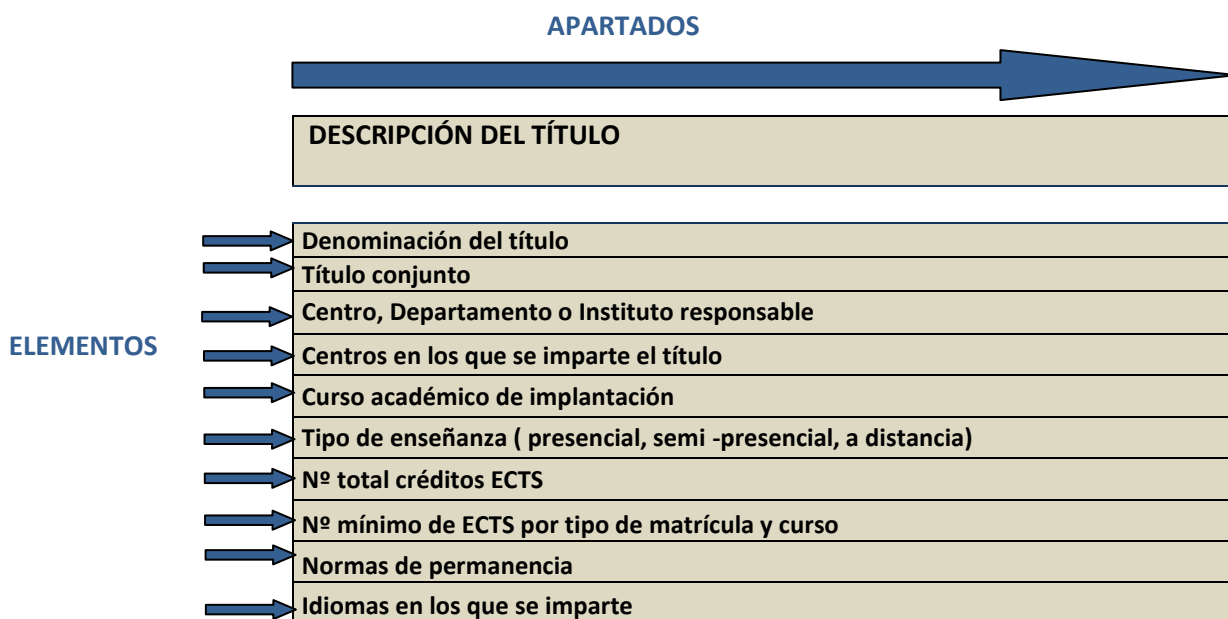 APARTADOS
DESCRIPCIÓN DEL TÍTULO
Denominación del título
Título conjunto
Centro, Departamento o Instituto responsable
ELEMENTOS
Centros en los que se imparte el título
Curso académico de implantación
Tipo de enseñanza ( presencial, semi -presencial, a distancia)
Nº total créditos ECTS
Nº mínimo de ECTS por tipo de matrícula y curso
Normas de permanencia
Idiomas en los que se imparte